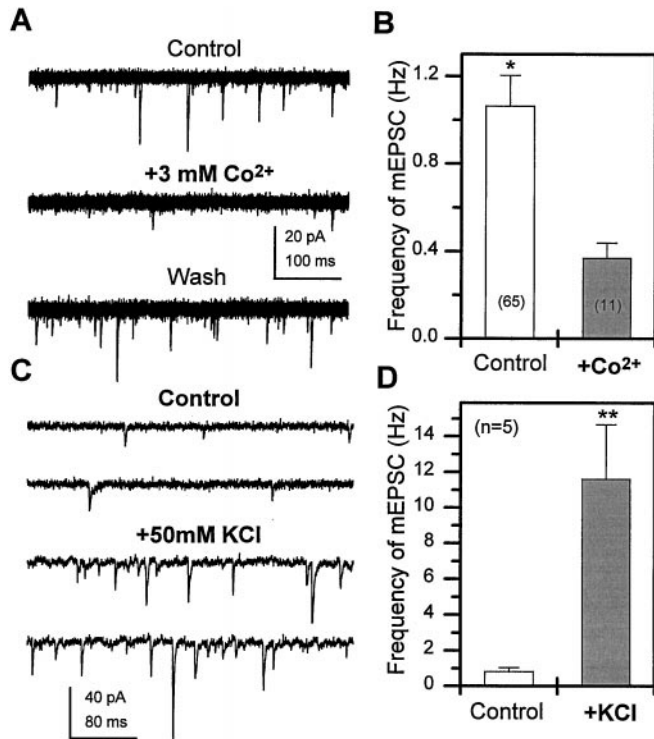 A
Control
+3 mM Co²⁺
20 pA
100 ms
Wash
B
Frequency of mEPSC (Hz)
1.2
0.8
0.4
0.0
*
(65)
(11)
Control
+Co²⁺
C
Control
+50mM KCl
40 pA
80 ms
D
Frequency of mEPSC (Hz)
14
12
10
8
6
4
2
0
(n=5)
**
Control
+KCl